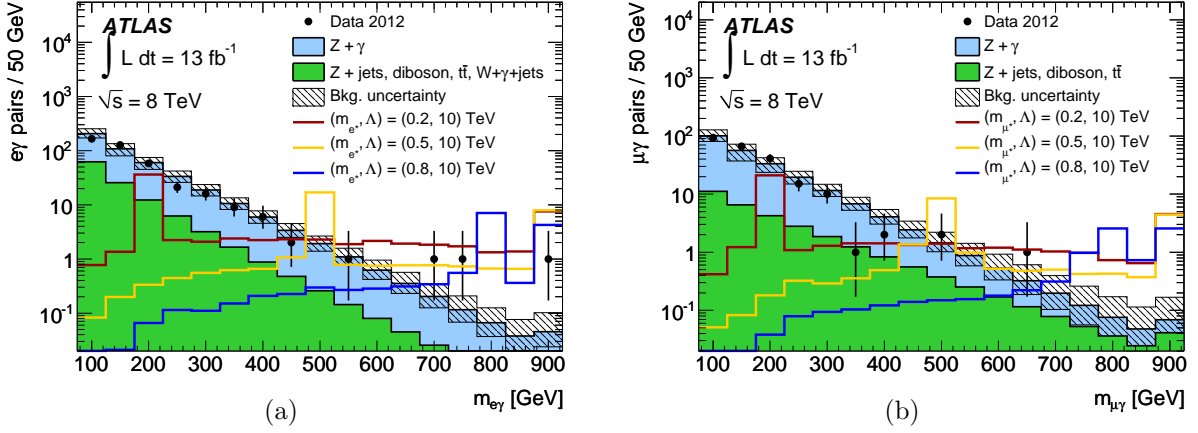 ATLAS
∫ L dt = 13 fb⁻¹
√s = 8 TeV
Data 2012
Z + γ
Z + jets, diboson, tt̄, W+γ+jets
Bkg. uncertainty
(m_e*, Λ) = (0.2, 10) TeV
(m_e*, Λ) = (0.5, 10) TeV
(m_e*, Λ) = (0.8, 10) TeV
eγ pairs / 50 GeV
10⁴
10³
10²
10
1
10⁻¹
100 200 300 400 500 600 700 800 900
m_eγ [GeV]
(a)
ATLAS
∫ L dt = 13 fb⁻¹
√s = 8 TeV
Data 2012
Z + γ
Z + jets, diboson, tt̄
Bkg. uncertainty
(m_μ*, Λ) = (0.2, 10) TeV
(m_μ*, Λ) = (0.5, 10) TeV
(m_μ*, Λ) = (0.8, 10) TeV
μγ pairs / 50 GeV
10⁴
10³
10²
10
1
10⁻¹
100 200 300 400 500 600 700 800 900
m_μγ [GeV]
(b)